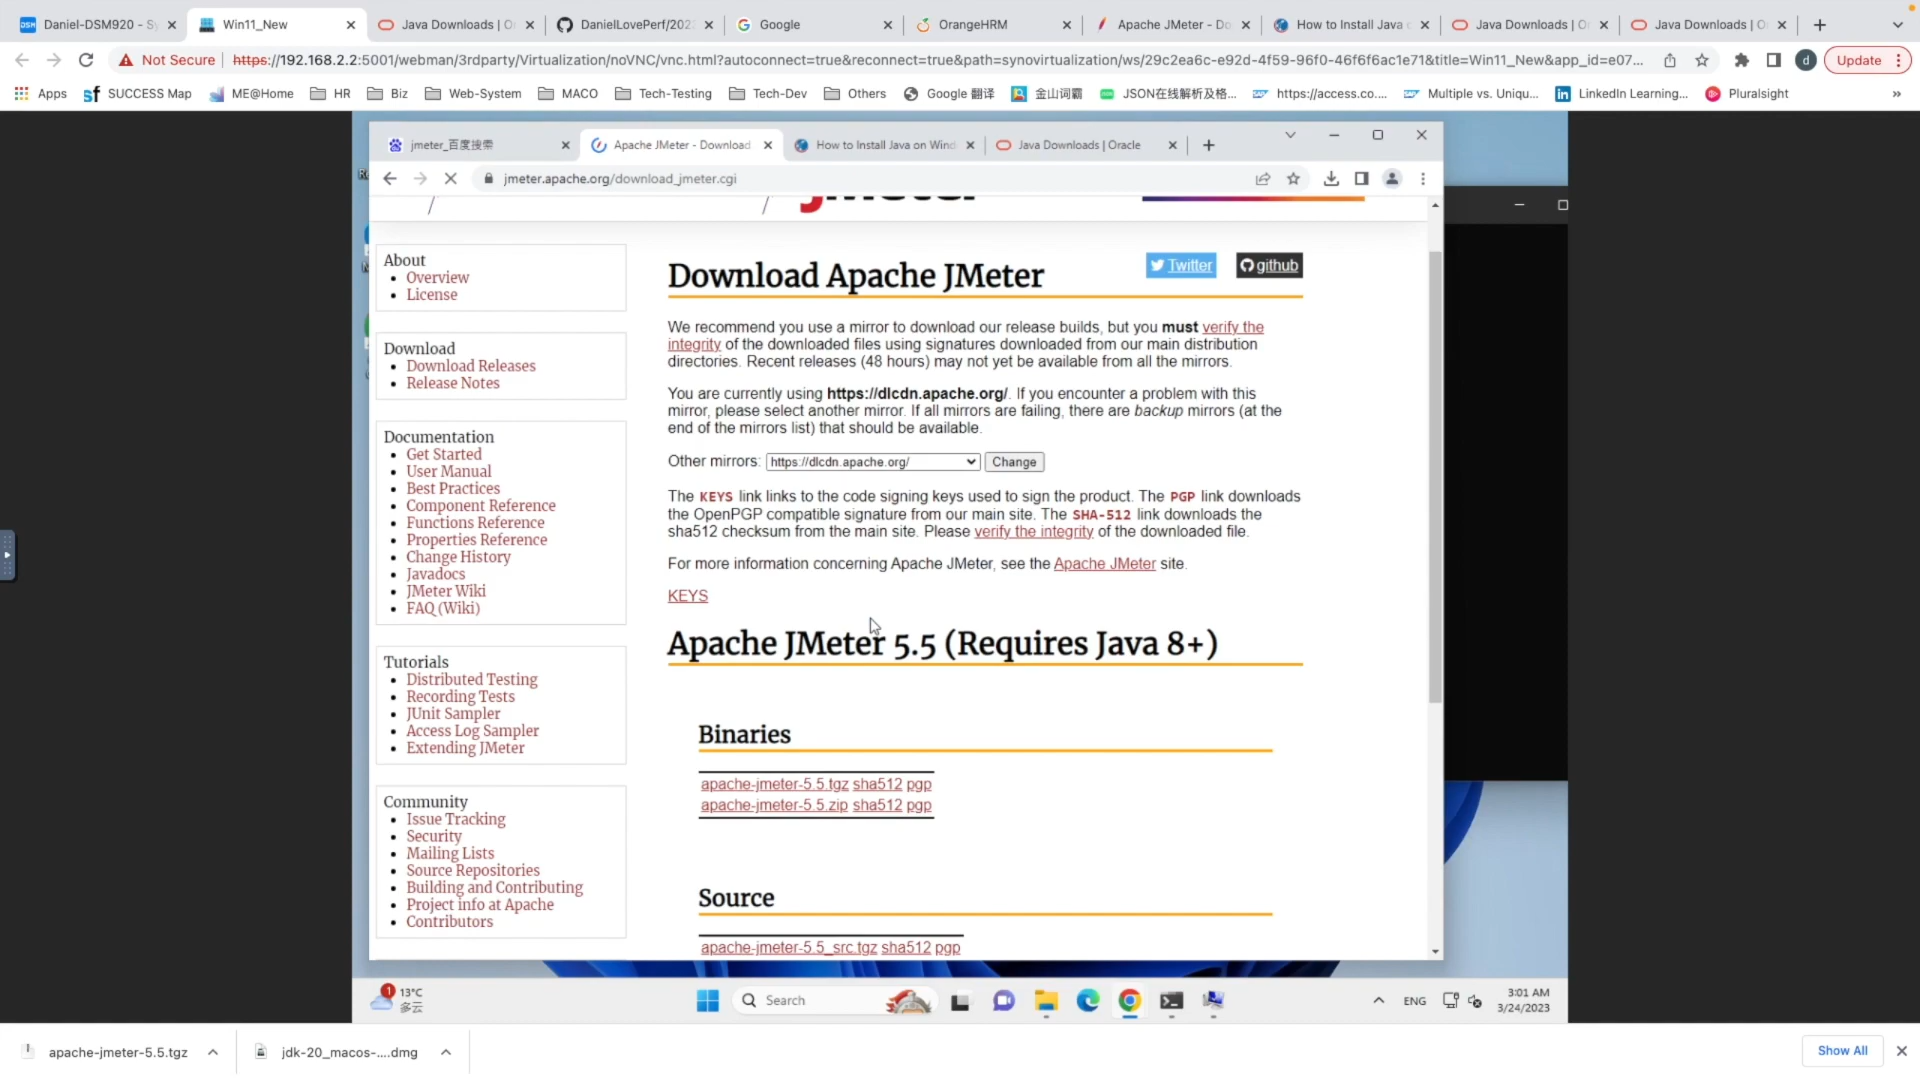 Daniel-DSM920 - Sy
Win11_New
Java Downloads | O
DanielLovePerf/202
Google
OrangeHRM
Apache JMeter - Do
How to Install Java o
Java Downloads | O
Java Downloads | O
Not Secure
https://192.168.2.2:5001/webman/3rdparty/Virtualization/noVNC/vnc.html?autoconnect=true&reconnect=true&path=synovirtualization/ws/29c2ea6c-e92d-4f59-96f0-46f6f6ac1e71&title=Win11_New&app_id=e07...
d
Update
Apps
SUCCESS Map
ME@Home
HR
Biz
Web-System
MACO
Tech-Testing
Tech-Dev
Others
Google 翻译
金山词霸
JSON在线解析及格...
https://access.co....
Multiple vs. Uniqu...
LinkedIn Learning...
Pluralsight
»
jmeter_百度搜索
Apache JMeter - Download
How to Install Java on Wind
Java Downloads | Oracle
jmeter.apache.org/download_jmeter.cgi
About
Overview
License
Download
Download Releases
Release Notes
Documentation
Get Started
User Manual
Best Practices
Component Reference
Functions Reference
Properties Reference
Change History
Javadocs
JMeter Wiki
FAQ (Wiki)
Tutorials
Distributed Testing
Recording Tests
JUnit Sampler
Access Log Sampler
Extending JMeter
Community
Issue Tracking
Security
Mailing Lists
Source Repositories
Building and Contributing
Project info at Apache
Contributors
Download Apache JMeter
Twitter
github
We recommend you use a mirror to download our release builds, but you must verify the
integrity of the downloaded files using signatures downloaded from our main distribution
directories. Recent releases (48 hours) may not yet be available from all the mirrors.
You are currently using https://dlcdn.apache.org/. If you encounter a problem with this
mirror, please select another mirror. If all mirrors are failing, there are backup mirrors (at the
end of the mirrors list) that should be available.
Other mirrors: https://dlcdn.apache.org/ Change
The KEYS link links to the code signing keys used to sign the product. The PGP link downloads
the OpenPGP compatible signature from our main site. The SHA-512 link downloads the
sha512 checksum from the main site. Please verify the integrity of the downloaded file.
For more information concerning Apache JMeter, see the Apache JMeter site.
KEYS
Apache JMeter 5.5 (Requires Java 8+)
Binaries
apache-jmeter-5.5.tgz sha512 pgp
apache-jmeter-5.5.zip sha512 pgp
Source
apache-jmeter-5.5_src.tgz sha512 pgp
1
13°C
多云
Search
ENG
3:01 AM
3/24/2023
apache-jmeter-5.5.tgz
jdk-20_macos-....dmg
Show All